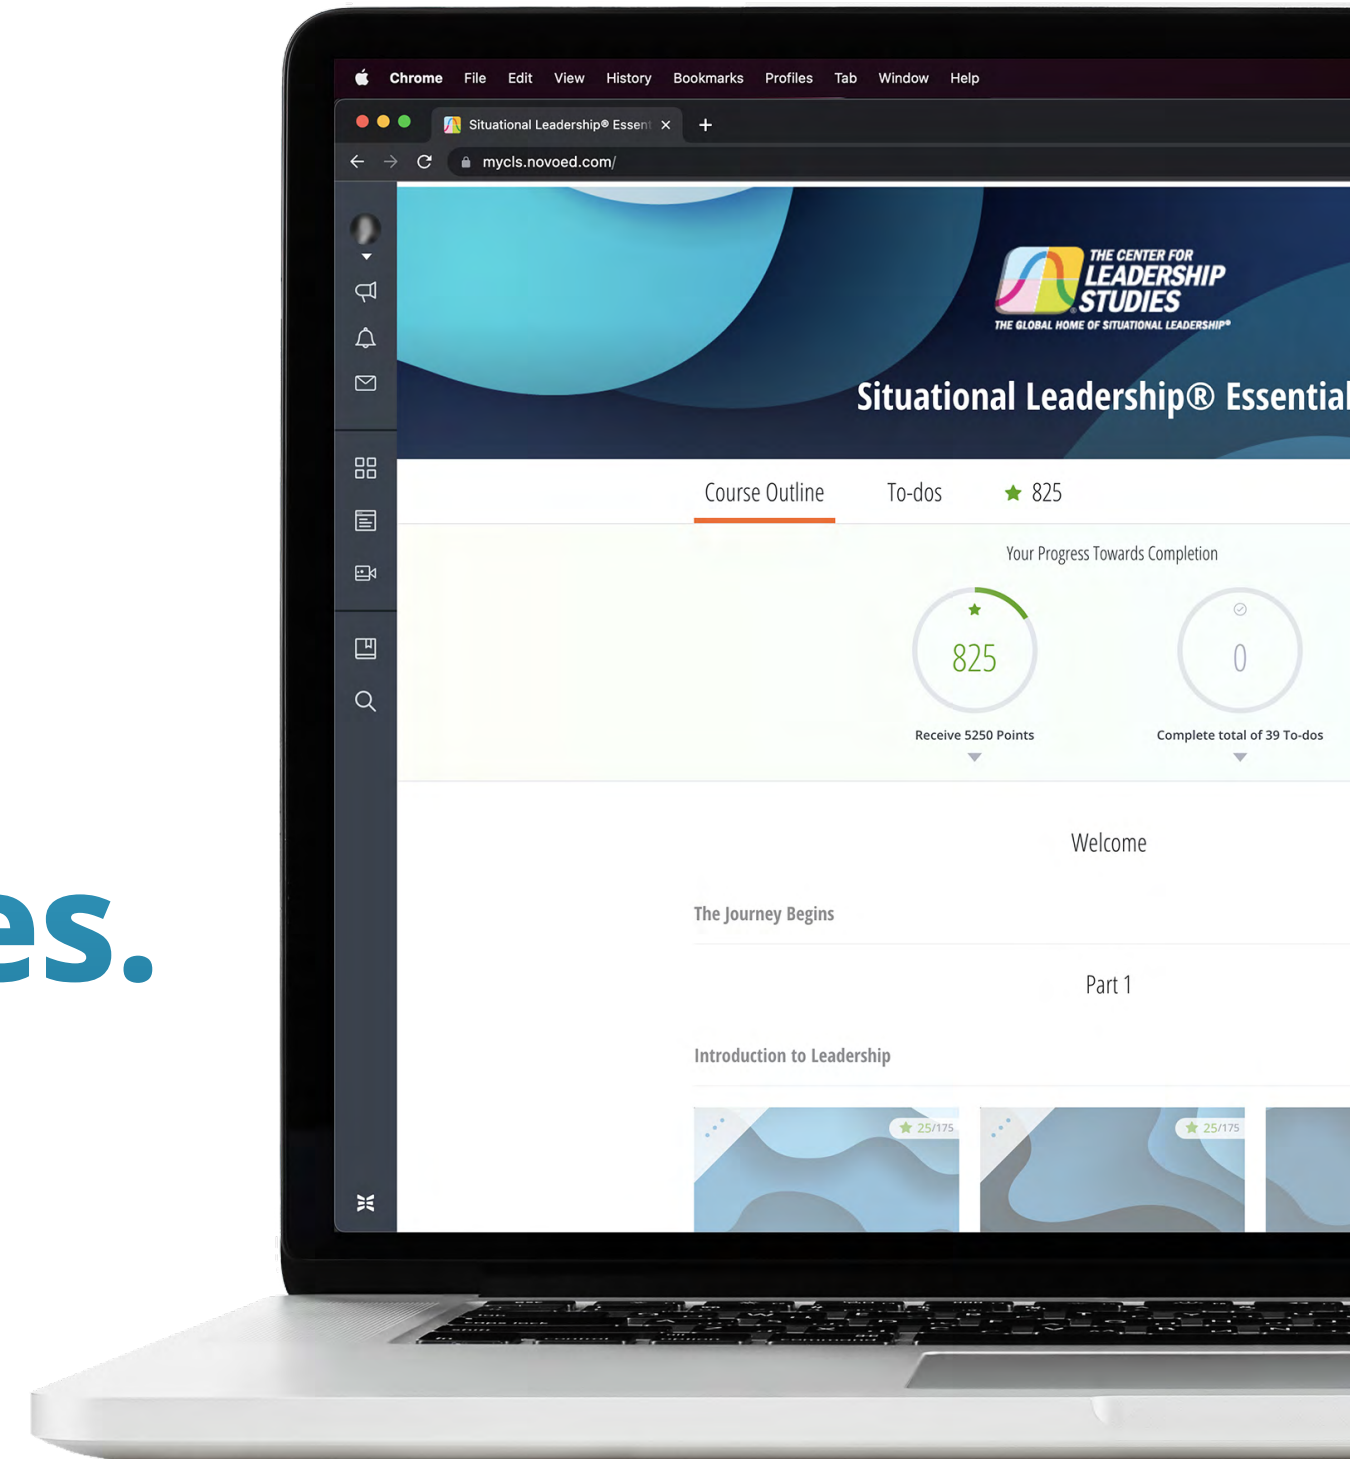 Chrome File Edit View History Bookmarks Profiles Tab Window Help
Situational Leadership® Essent
mycls.novoed.com/
THE CENTER FOR
LEADERSHIP
STUDIES
THE GLOBAL HOME OF SITUATIONAL LEADERSHIP®
Situational Leadership® Essential
Course Outline To-dos 825
Your Progress Towards Completion
825 0
Receive 5250 Points Complete total of 39 To-dos
Welcome
The Journey Begins
es.
Part 1
Introduction to Leadership
25/175 25/175
caps lock
control